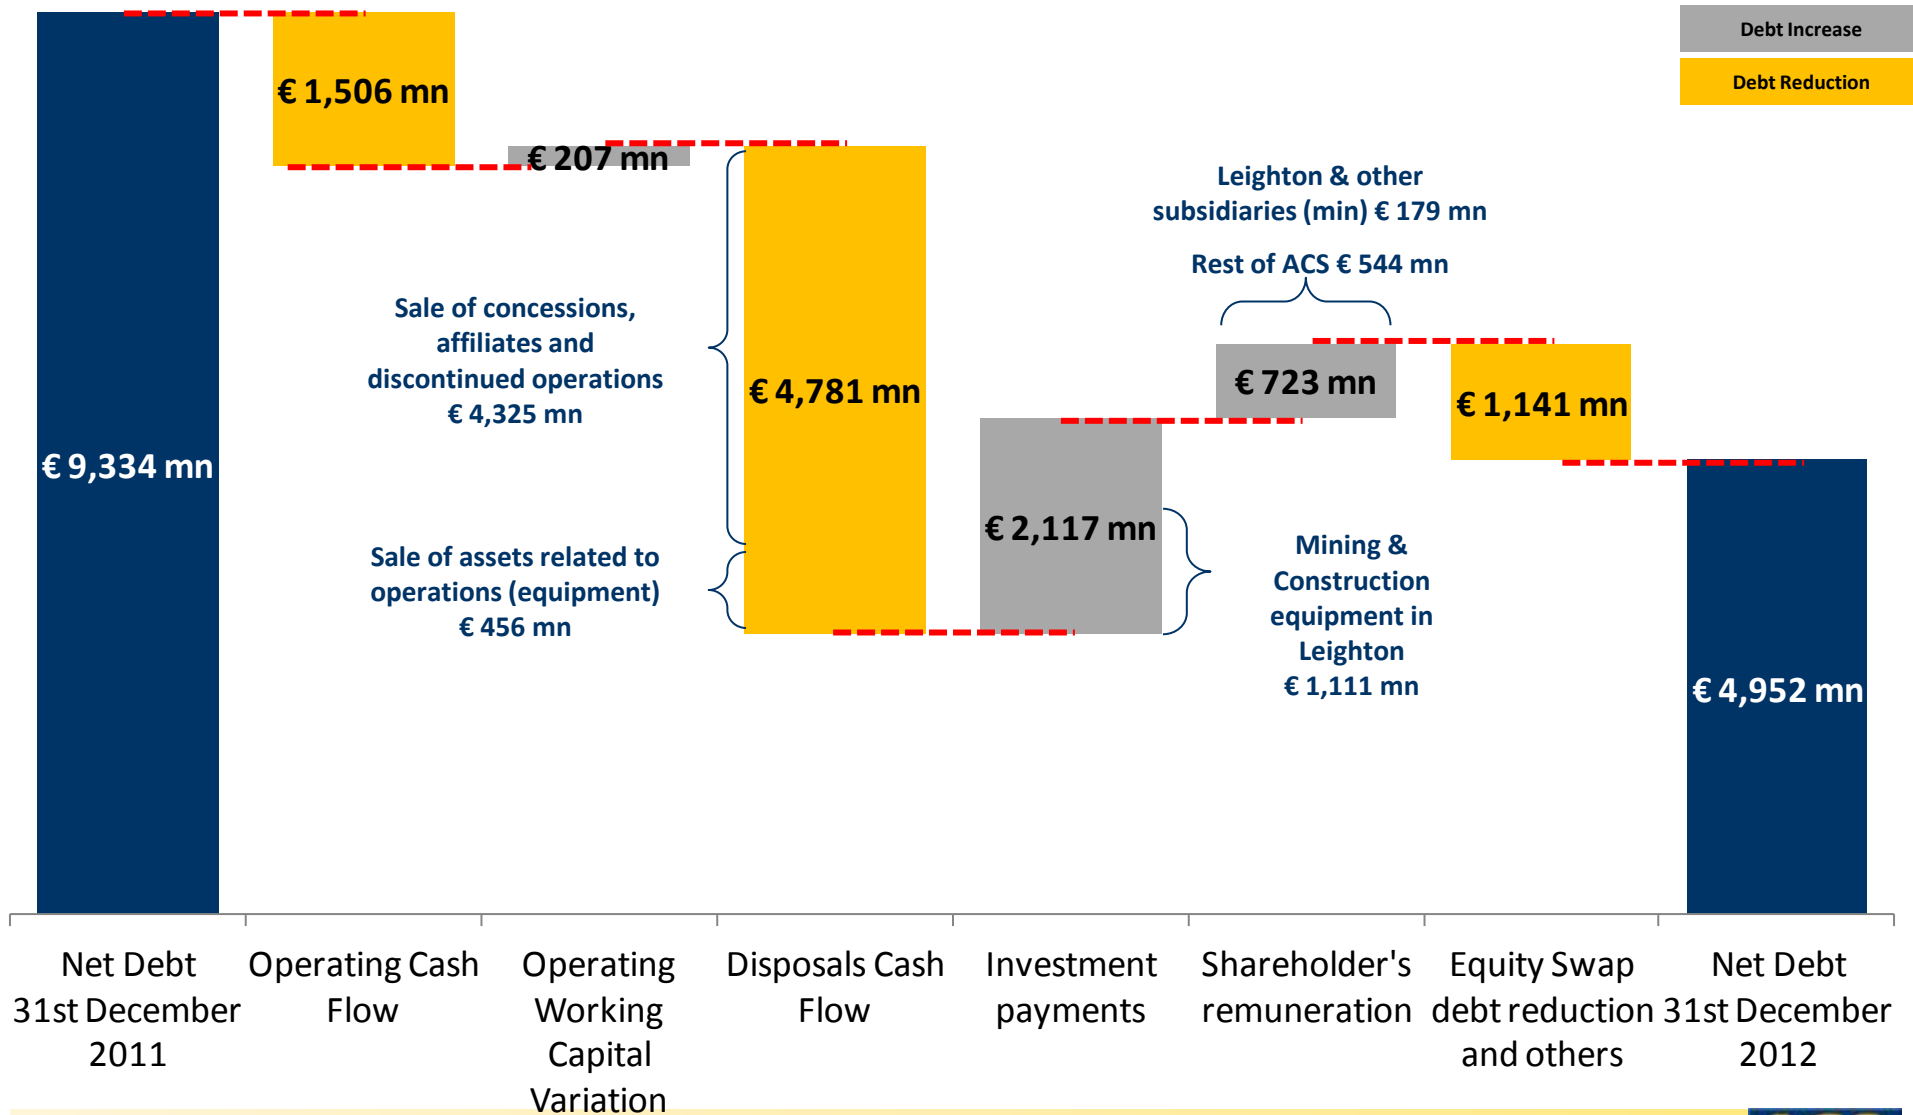 Debt Increase
Debt Reduction
€ 1,506 mn
€ 207 mn
Leighton & other
subsidiaries (min) € 179 mn
Rest of ACS € 544 mn
Sale of concessions,
affiliates and
discontinued operations
€ 4,325 mn
€ 4,781 mn
€ 723 mn
€ 1,141 mn
€ 9,334 mn
€ 2,117 mn
Sale of assets related to
operations (equipment)
€ 456 mn
Mining &
Construction
equipment in
Leighton
€ 1,111 mn
€ 4,952 mn
Net Debt
31st December
2011
Operating Cash
Flow
Operating
Working
Capital
Variation
Disposals Cash
Flow
Investment
payments
Shareholder's
remuneration
Equity Swap
debt reduction
and others
Net Debt
31st December
2012